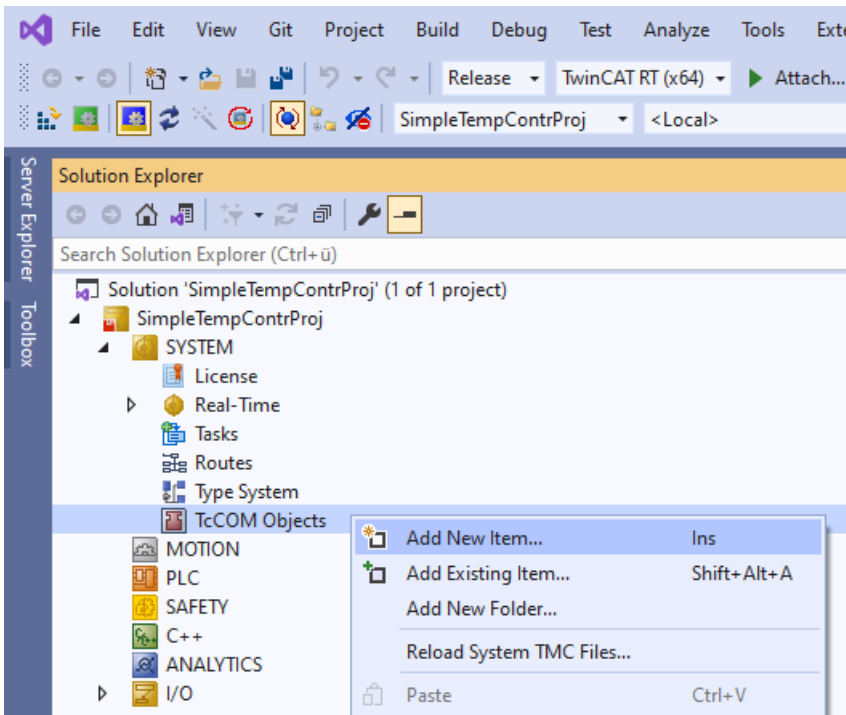 File Edit View Git Project Build Debug Test Analyze Tools
Release TwinCAT RT (x64) Attach...
SimpleTempContrProj <Local>
Server Explorer
Toolbox
Solution Explorer
Search Solution Explorer (Ctrl+ü)
Solution 'SimpleTempContrProj' (1 of 1 project)
SimpleTempContrProj
SYSTEM
License
Real-Time
Tasks
Routes
Type System
TcCOM Objects
Add New Item... Ins
MOTION
Add Existing Item... Shift+Alt+A
PLC
Add New Folder...
SAFETY
C++
Reload System TMC Files...
ANALYTICS
I/O
Paste Ctrl+V